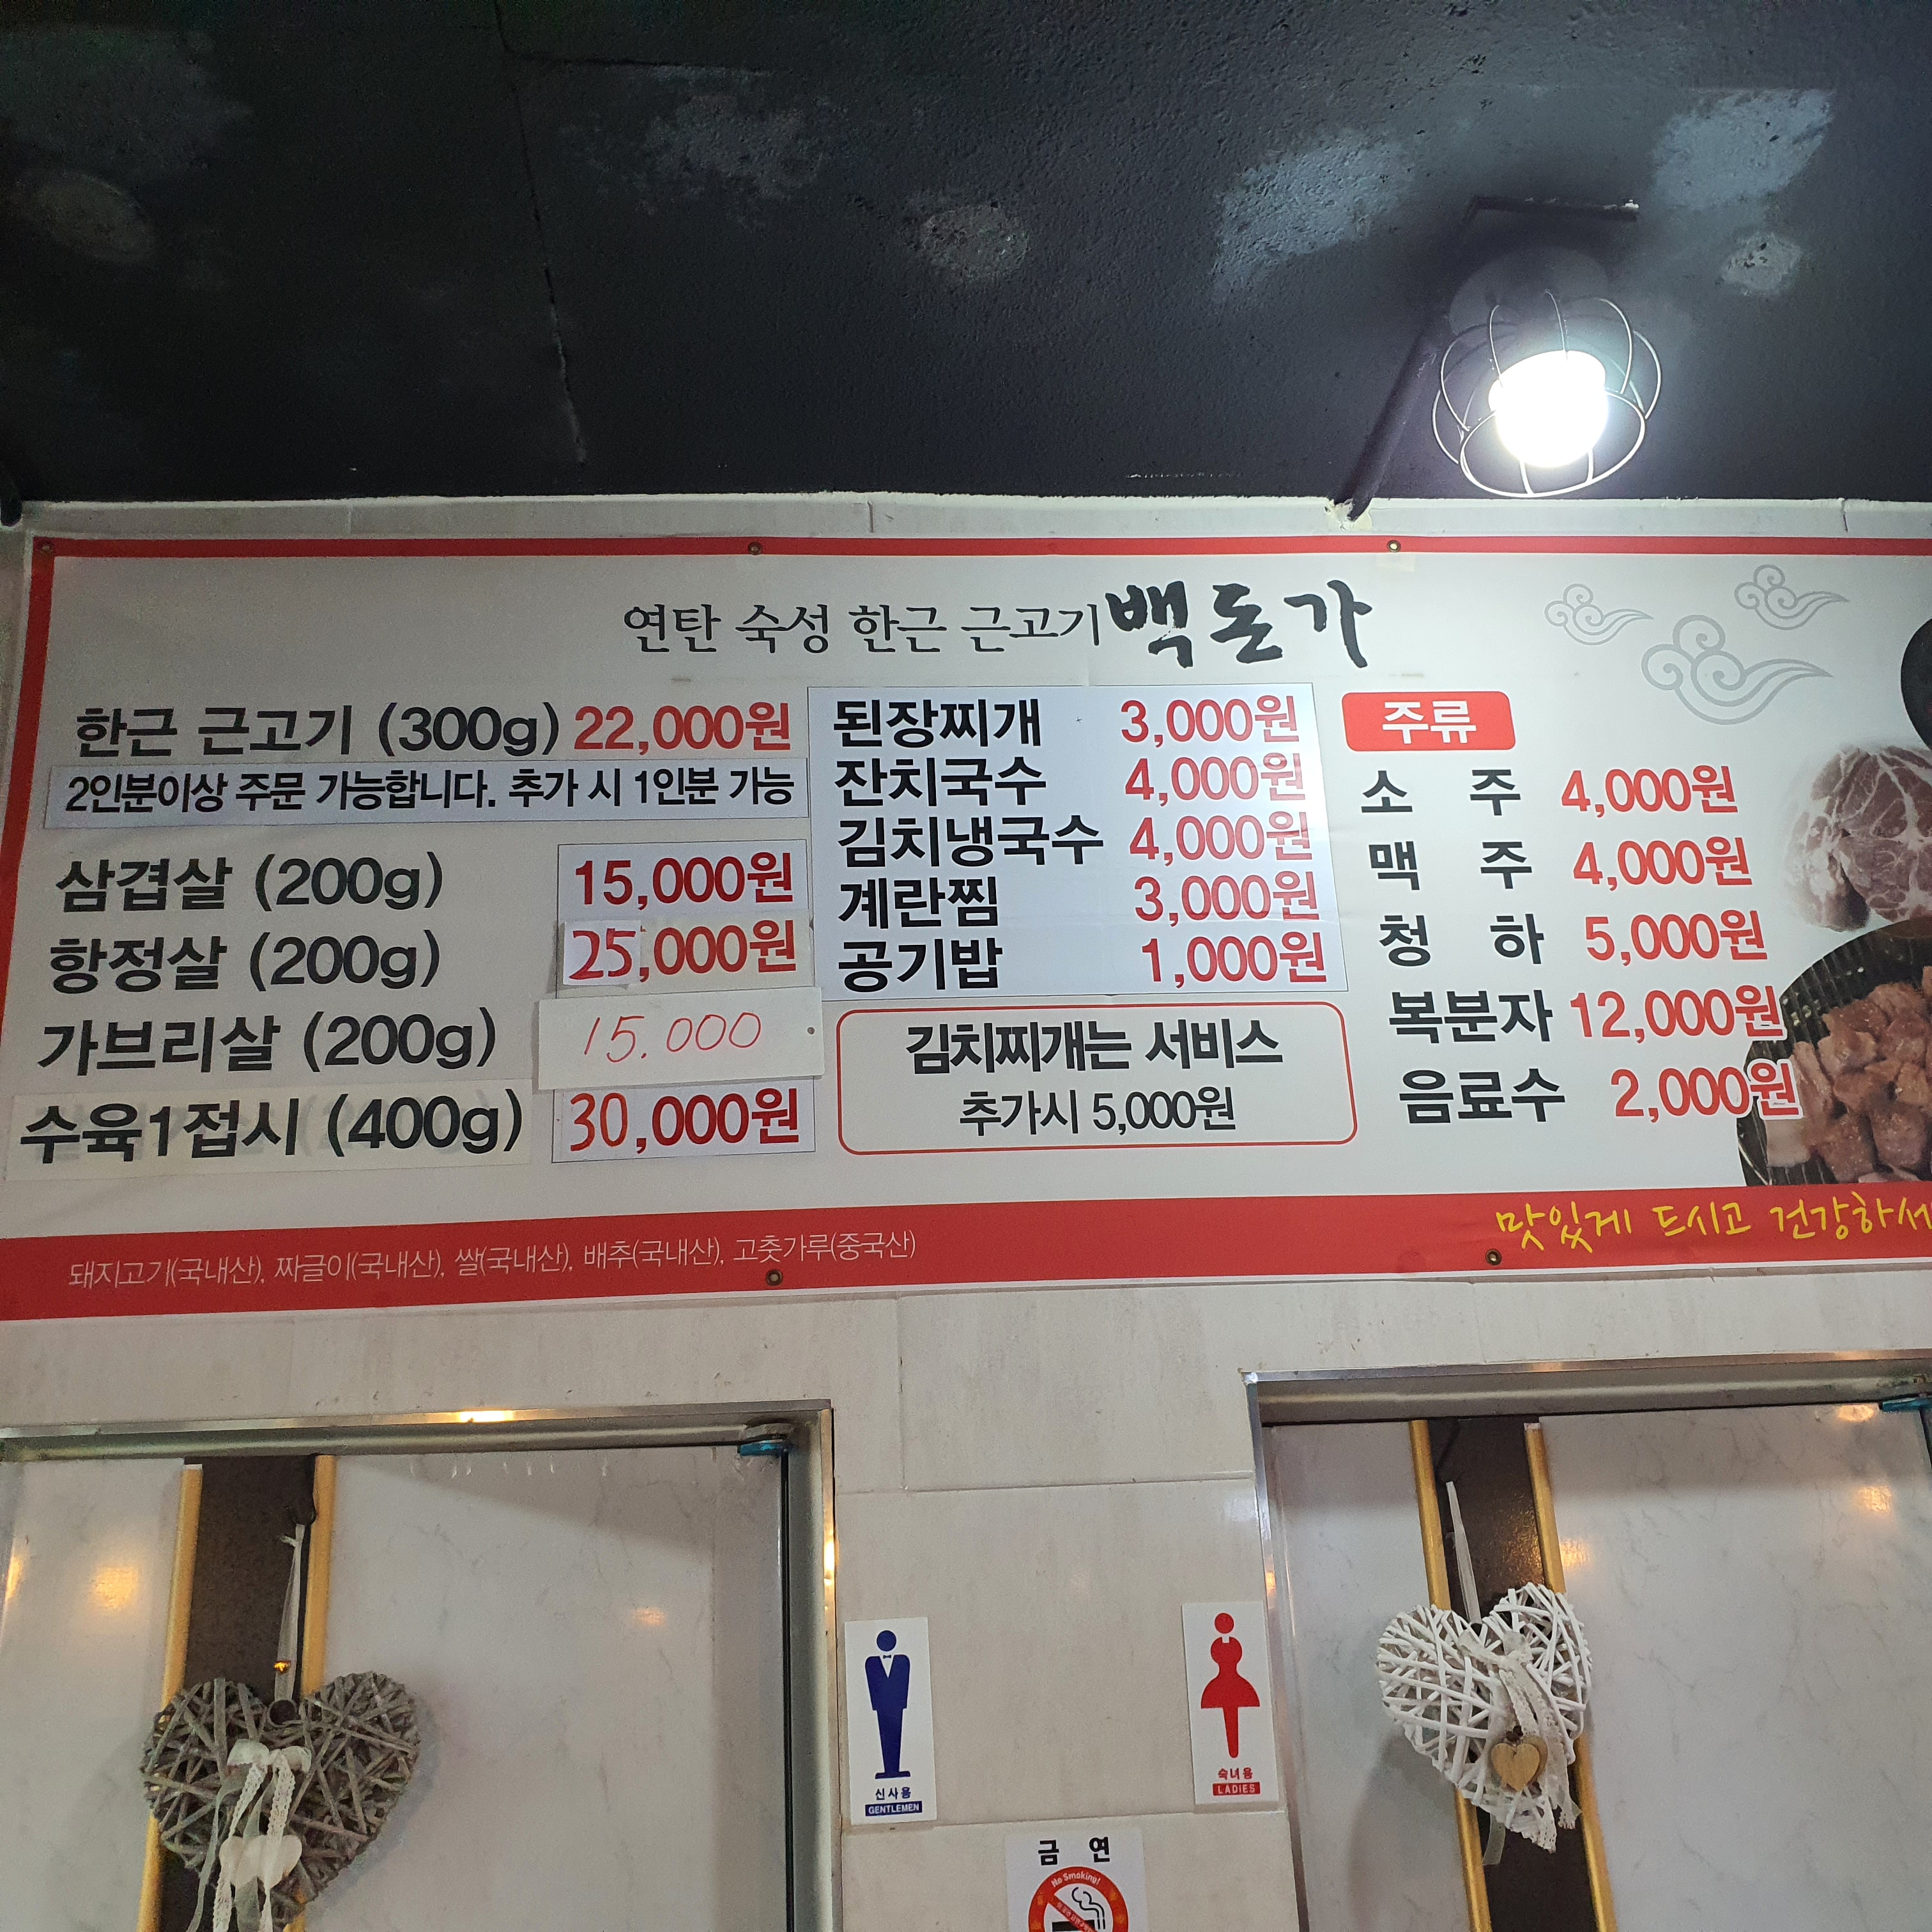 연탄 숙성 한근 근고기 백돈가
한근 근고기 (300g) 22,000원
2인분이상 주문 가능합니다. 추가 시 1인분 가능
삼겹살 (200g) 15,000원
항정살 (200g) 25,000원
가브리살 (200g) 15.000
수육1접시 (400g) 30,000원
된장찌개 3,000원
잔치국수 4,000원
김치냉국수 4,000원
계란찜 3,000원
공기밥 1,000원
김치찌개는 서비스
추가시 5,000원
주류
소 주 4,000원
맥 주 4,000원
청 하 5,000원
복분자 12,000원
음료수 2,000원
맛있게 드시고 건강하세
돼지고기(국내산), 짜글이(국내산), 쌀(국내산), 배추(국내산), 고춧가루(중국산)
신사용
GENTLEMEN
숙녀용
LADIES
금 연
No Smoking!